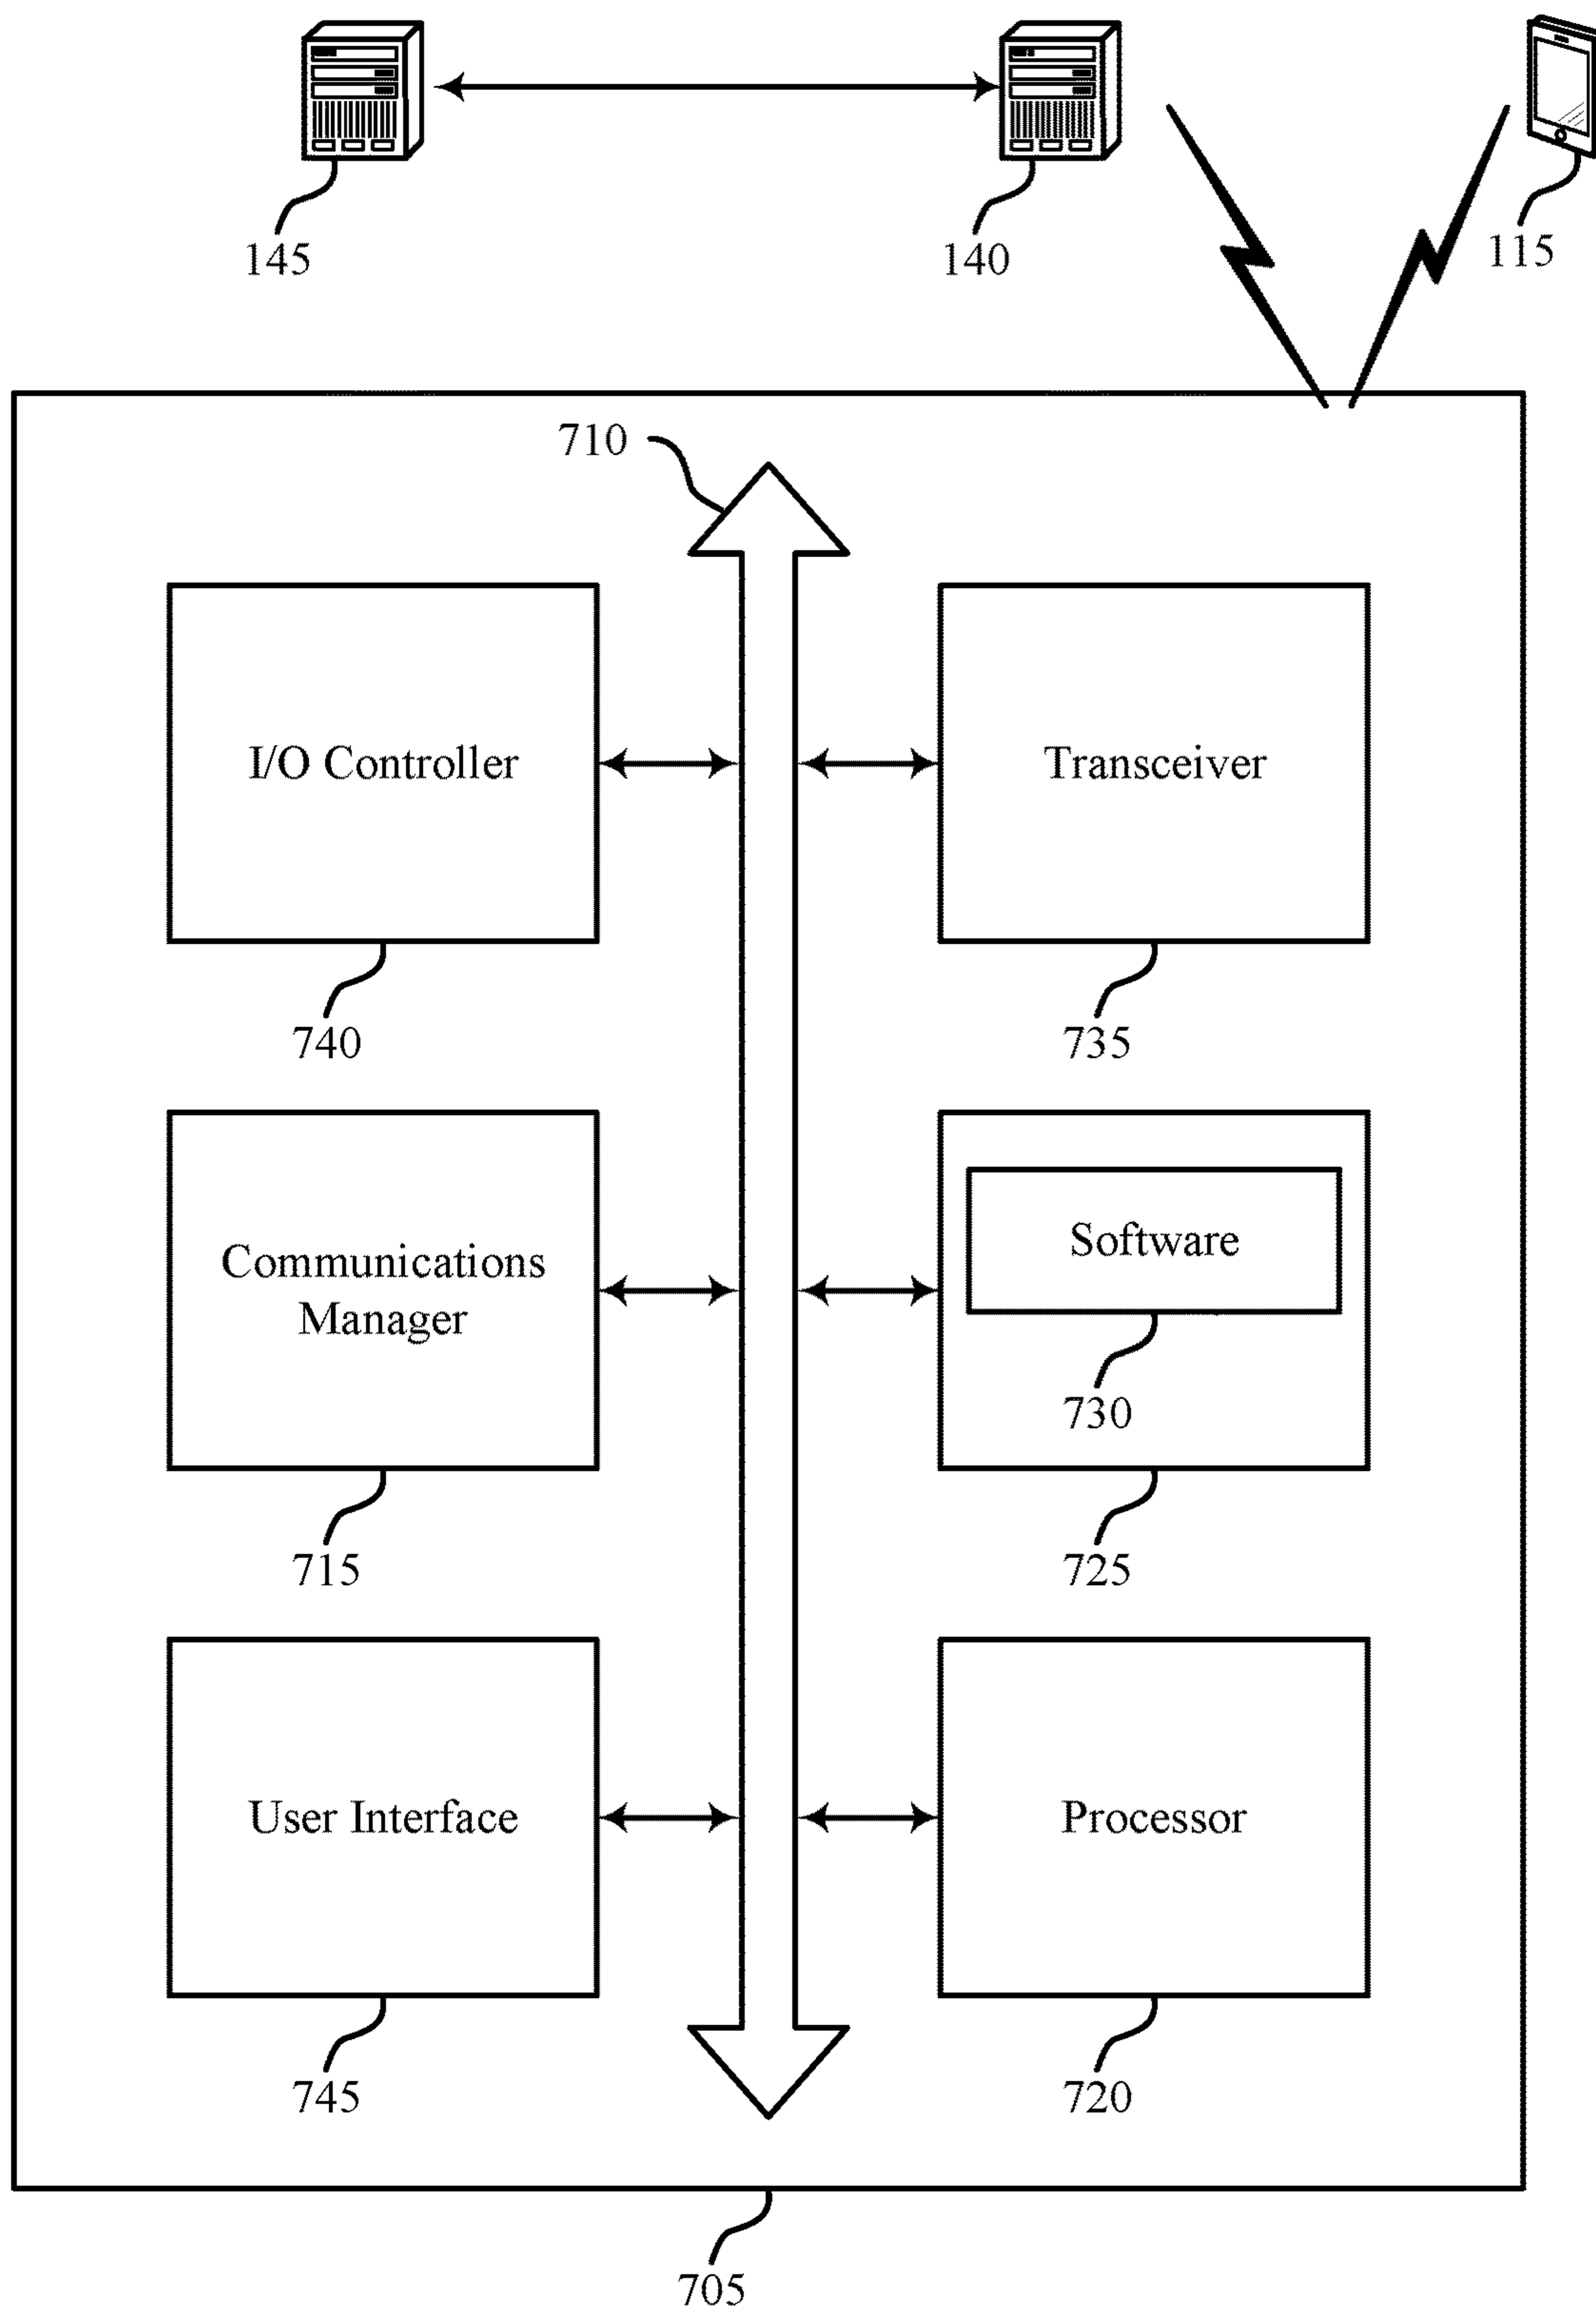 145
140
115
710
I/O Controller
Transceiver
740
735
Communications
Manager
Software
730
715
725
User Interface
Processor
745
720
705